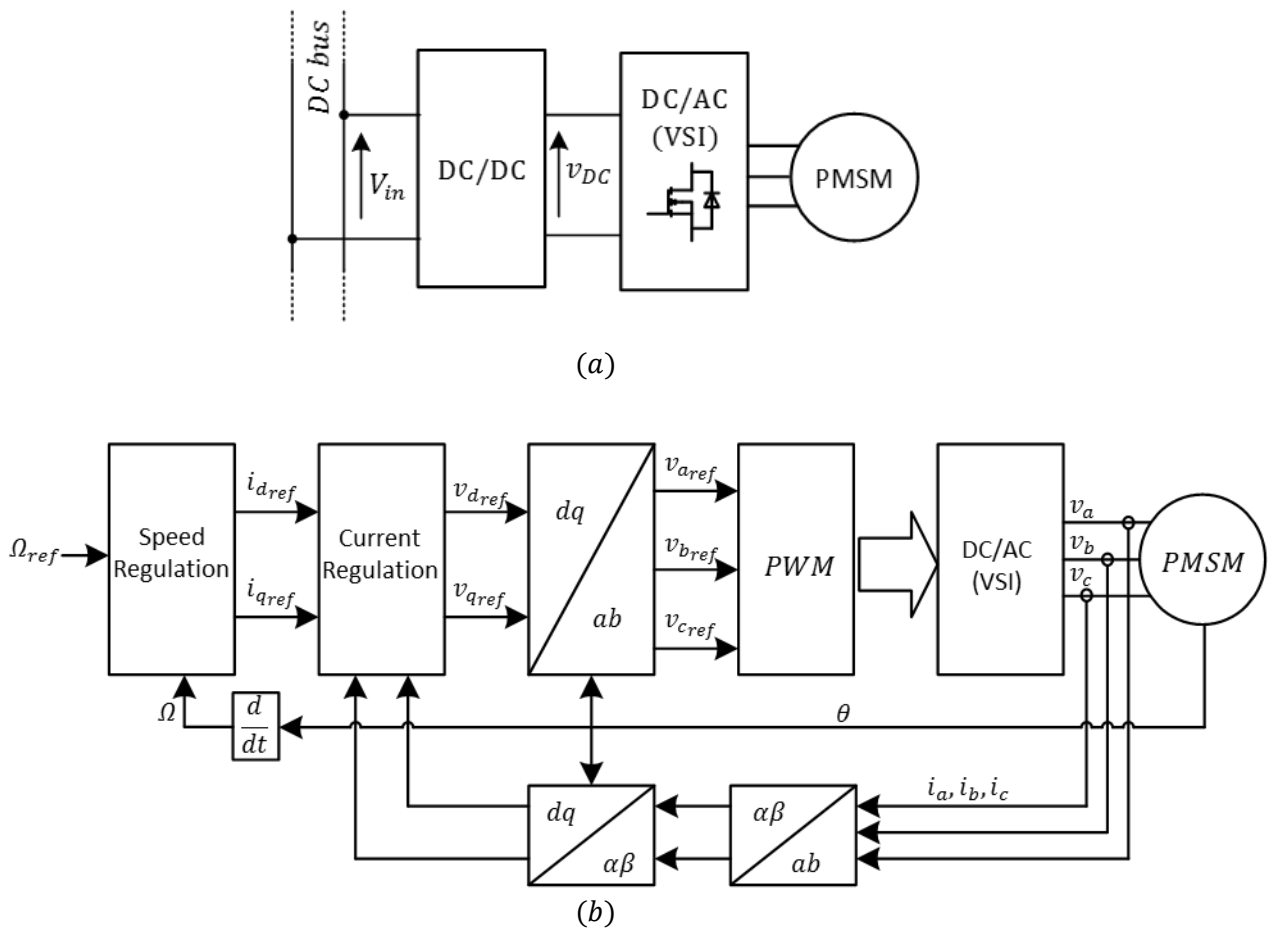 DC bus
V_in
DC/DC
v_DC
DC/AC
(VSI)
PMSM
(a)
Ω_ref
Speed
Regulation
i_dref
i_qref
Current
Regulation
v_dref
v_qref
dq
ab
v_aref
v_bref
v_cref
PWM
DC/AC
(VSI)
v_a
v_b
v_c
PMSM
Ω
d
dt
θ
dq
αβ
αβ
ab
i_a, i_b, i_c
(b)